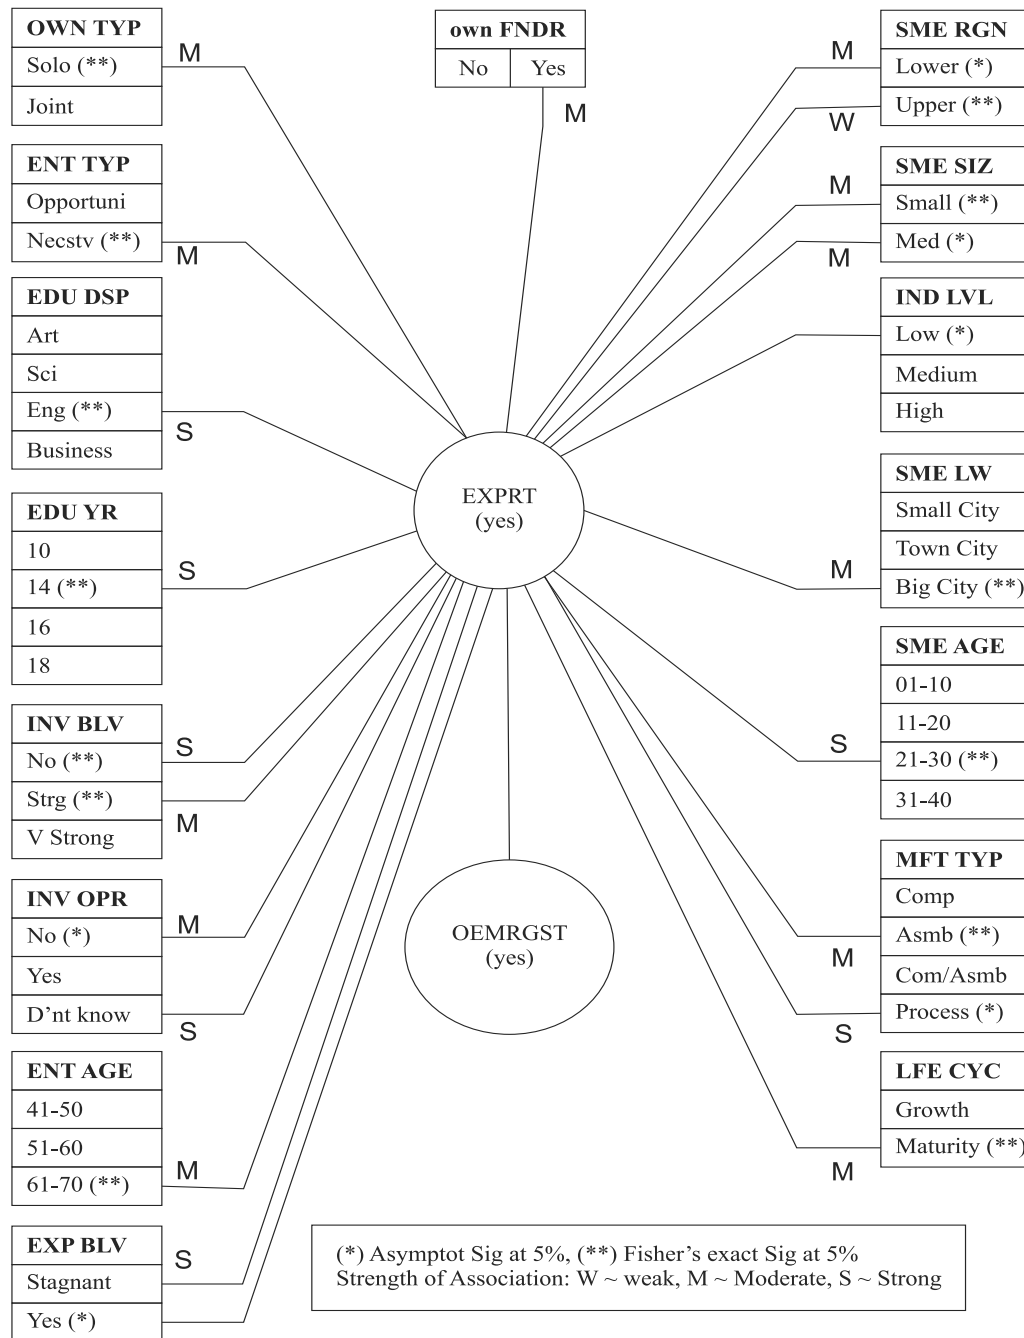 OWN TYP
Solo (**)
Joint
M
ENT TYP
Opportuni
Necstv (**)
M
EDU DSP
Art
Sci
Eng (**)
Business
S
EDU YR
10
14 (**)
16
18
S
INV BLV
No (**)
Strg (**)
V Strong
S
M
INV OPR
No (*)
Yes
D'nt know
M
S
ENT AGE
41-50
51-60
61-70 (**)
M
EXP BLV
Stagnant
Yes (*)
S
own FNDR
No Yes
M
EXPRT
(yes)
OEMRGST
(yes)
SME RGN
Lower (*)
Upper (**)
M
W
SME SIZ
Small (**)
Med (*)
M
M
IND LVL
Low (*)
Medium
High
SME LW
Small City
Town City
Big City (**)
M
SME AGE
01-10
11-20
21-30 (**)
31-40
S
MFT TYP
Comp
Asmb (**)
Com/Asmb
Process (*)
M
S
LFE CYC
Growth
Maturity (**)
M
(*) Asymptot Sig at 5%, (**) Fisher's exact Sig at 5%
Strength of Association: W ~ weak, M ~ Moderate, S ~ Strong